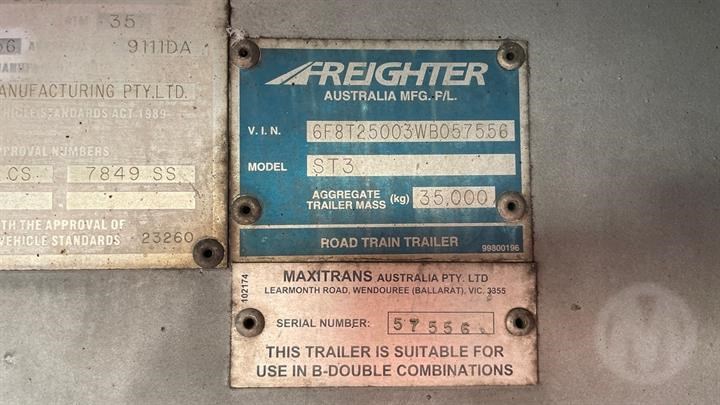 35
56
9111DA
ANUFACTURING PTY.LTD.
VEHICLE STANDARDS ACT 1989
APPROVAL NUMBERS
CS 7849 SS
TH THE APPROVAL OF
VEHICLE STANDARDS 23260
FREIGHTER
AUSTRALIA MFG. P/L.
V.I.N. 6F8T25003WB057556
MODEL ST3
AGGREGATE
TRAILER MASS (kg) 35,000
ROAD TRAIN TRAILER
99800196
102174
MAXITRANS AUSTRALIA PTY. LTD
LEARMONTH ROAD, WENDOUREE (BALLARAT), VIC. 3355
SERIAL NUMBER: 57556
THIS TRAILER IS SUITABLE FOR
USE IN B-DOUBLE COMBINATIONS